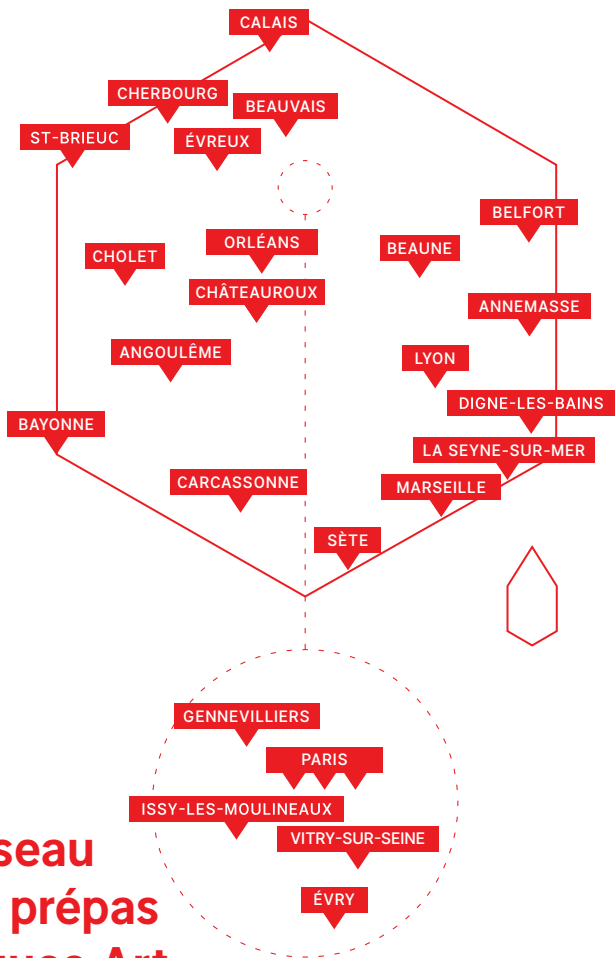 CALAIS
CHERBOURG
BEAUVAIS
ST-BRIEUC
ÉVREUX
BELFORT
ORLÉANS
BEAUNE
CHOLET
CHÂTEAUROUX
ANNEMASSE
ANGOULÊME
LYON
DIGNE-LES-BAINS
BAYONNE
LA SEYNE-SUR-MER
CARCASSONNE
MARSEILLE
SÈTE
GENNEVILLIERS
PARIS
ISSY-LES-MOULINEAUX
VITRY-SUR-SEINE
ÉVRY
seau
prépas
Art